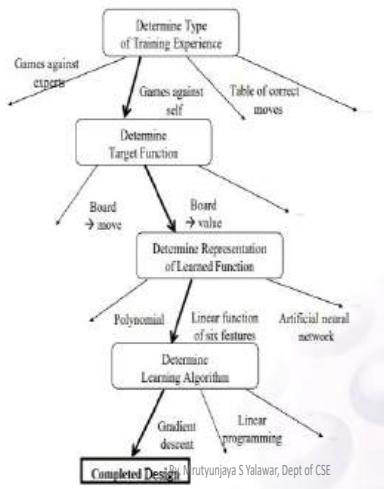 Determine Type
of Training Experience
Games against
experts
Games against
self
Table of correct
moves
Determine
Target Function
Board
→ move
Board
→ value
Determine Representation
of Learned Function
Polynomial
Linear function
of six features
Artificial neural
network
Determine
Learning Algorithm
Gradient
descent
Linear
programming
Completed Design
By, Nrutyunjaya S Yalawar, Dept of CSE